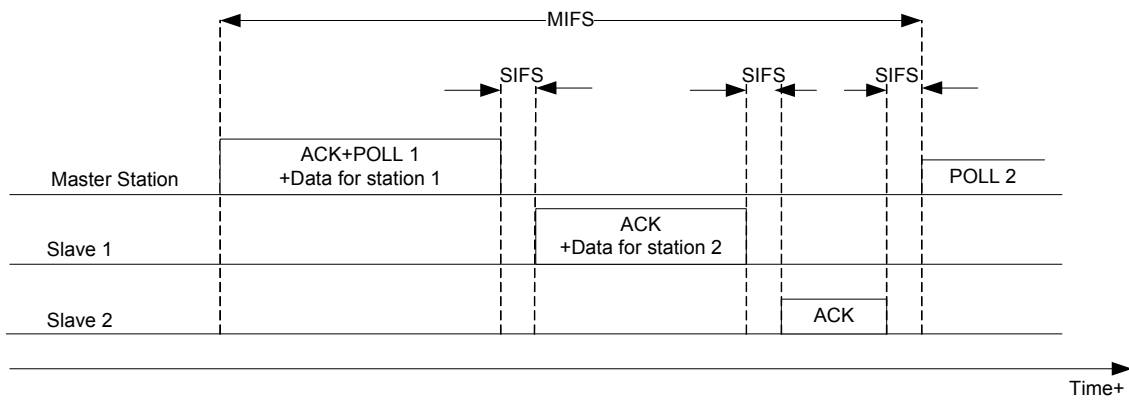 MIFS
SIFS
SIFS
SIFS
Master Station
ACK+POLL 1
+Data for station 1
POLL 2
Slave 1
ACK
+Data for station 2
Slave 2
ACK
Time+